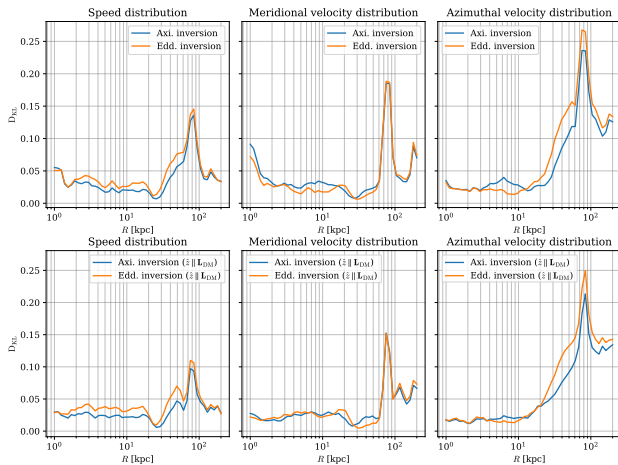 Speed distribution
Meridional velocity distribution
Azimuthal velocity distribution
Axi. inversion
Edd. inversion
Axi. inversion
Edd. inversion
Axi. inversion
Edd. inversion
D_KL
0.25
0.20
0.15
0.10
0.05
0.00
10^0 10^1 10^2
10^0 10^1 10^2
10^0 10^1 10^2
R [kpc]
R [kpc]
R [kpc]
Speed distribution
Meridional velocity distribution
Azimuthal velocity distribution
Axi. inversion (ẑ ∥ L_DM)
Edd. inversion (ẑ ∥ L_DM)
Axi. inversion (ẑ ∥ L_DM)
Edd. inversion (ẑ ∥ L_DM)
Axi. inversion (ẑ ∥ L_DM)
Edd. inversion (ẑ ∥ L_DM)
D_KL
0.25
0.20
0.15
0.10
0.05
0.00
10^0 10^1 10^2
10^0 10^1 10^2
10^0 10^1 10^2
R [kpc]
R [kpc]
R [kpc]